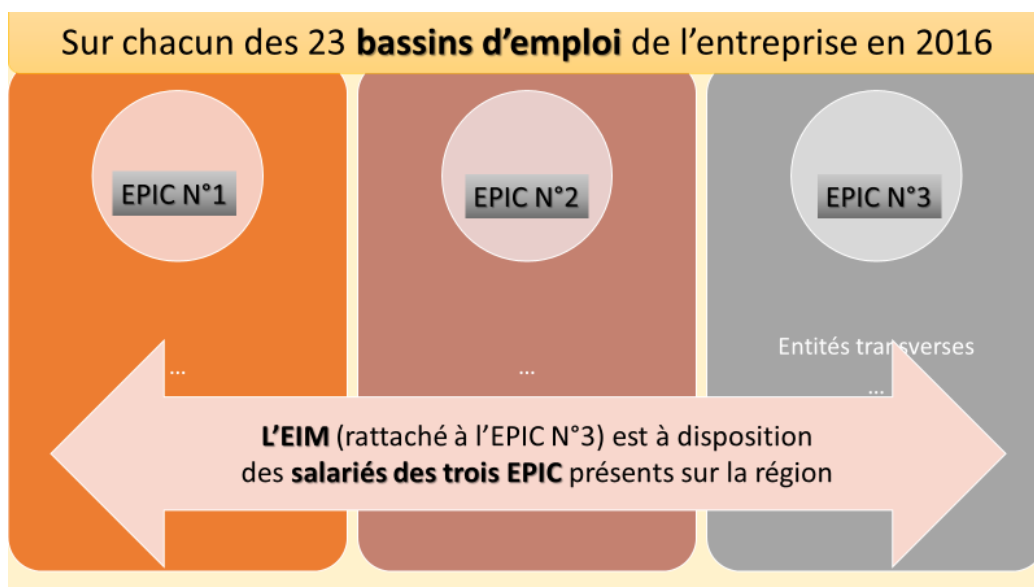 Sur chacun des 23 bassins d’emploi de l’entreprise en 2016
EPIC N°1
EPIC N°2
EPIC N°3
Entités transverses
...
...
...
L’EIM (rattaché à l’EPIC N°3) est à disposition
des salariés des trois EPIC présents sur la région